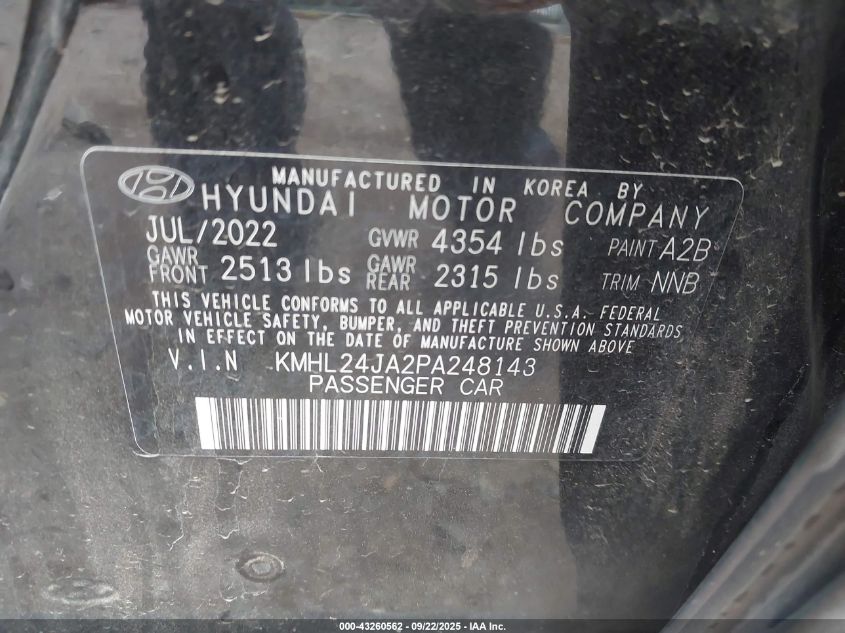 MANUFACTURED IN KOREA BY
HYUNDAI MOTOR COMPANY
JUL/2022 GVWR 4354 lbs PAINT A2B
GAWR FRONT 2513 lbs GAWR REAR 2315 lbs TRIM NNB
THIS VEHICLE CONFORMS TO ALL APPLICABLE U.S.A. FEDERAL
MOTOR VEHICLE SAFETY, BUMPER, AND THEFT PREVENTION STANDARDS
IN EFFECT ON THE DATE OF MANUFACTURE SHOWN ABOVE
V.I.N KMHL24JA2PA248143
PASSENGER CAR
000-43260562 - 09/22/2025 - IAA Inc.